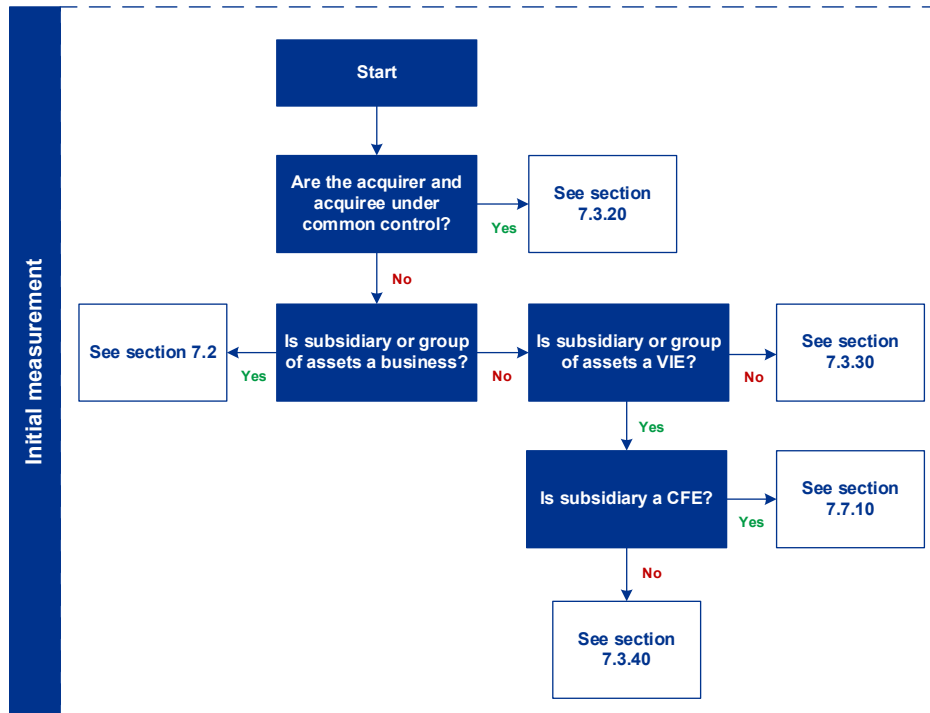 Initial measurement
Start
Are the acquirer and
acquiree under
common control?
Yes
See section
7.3.20
No
See section 7.2
Yes
Is subsidiary or group
of assets a business?
No
Is subsidiary or group
of assets a VIE?
No
See section
7.3.30
Yes
Is subsidiary a CFE?
Yes
See section
7.7.10
No
See section
7.3.40